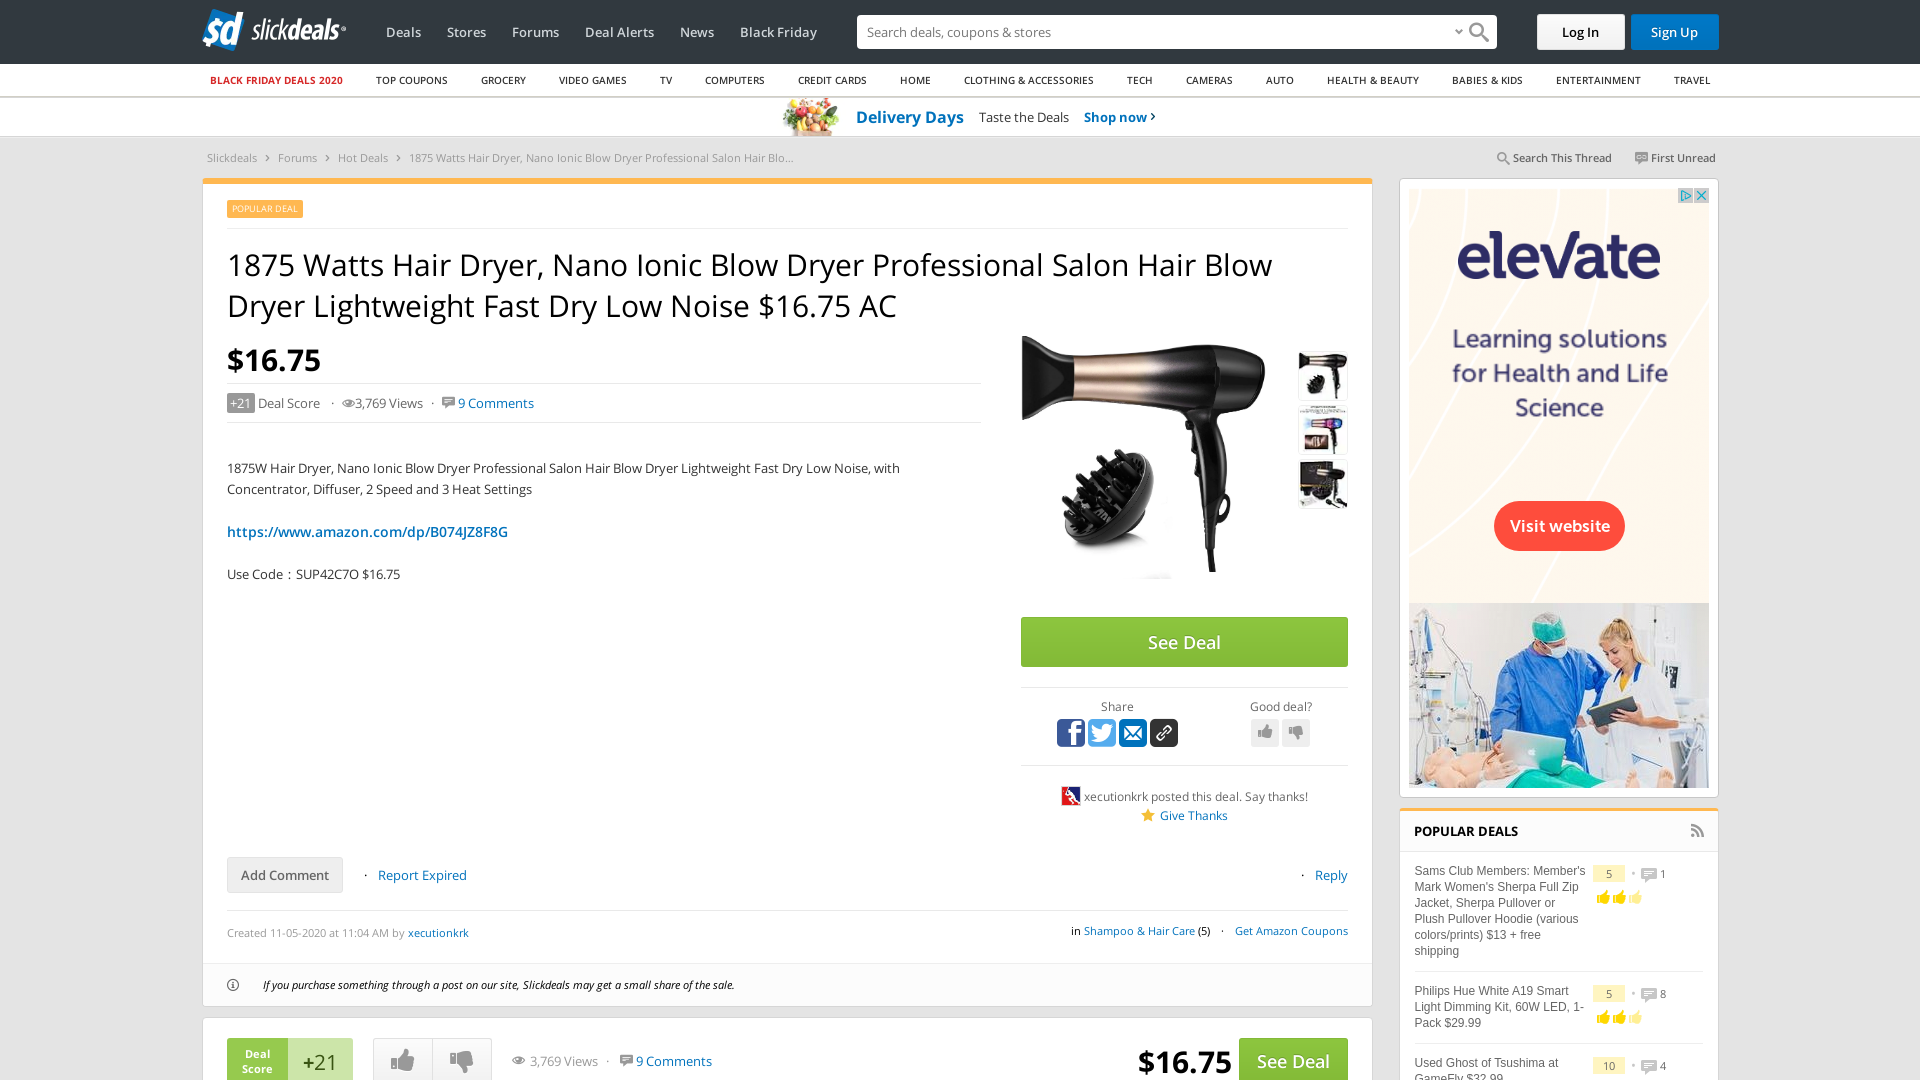 slickdeals
Deals
Stores
Forums
Deal Alerts
News
Black Friday
Search deals, coupons & stores
Log In
Sign Up
BLACK FRIDAY DEALS 2020
TOP COUPONS
GROCERY
VIDEO GAMES
TV
COMPUTERS
CREDIT CARDS
HOME
CLOTHING & ACCESSORIES
TECH
CAMERAS
AUTO
HEALTH & BEAUTY
BABIES & KIDS
ENTERTAINMENT
TRAVEL
Delivery Days Taste the Deals Shop now ›
Slickdeals › Forums › Hot Deals › 1875 Watts Hair Dryer, Nano Ionic Blow Dryer Professional Salon Hair Blo...
Search This Thread
First Unread
POPULAR DEAL
1875 Watts Hair Dryer, Nano Ionic Blow Dryer Professional Salon Hair Blow
Dryer Lightweight Fast Dry Low Noise $16.75 AC
$16.75
+21 Deal Score · 3,769 Views · 9 Comments
1875W Hair Dryer, Nano Ionic Blow Dryer Professional Salon Hair Blow Dryer Lightweight Fast Dry Low Noise, with
Concentrator, Diffuser, 2 Speed and 3 Heat Settings
https://www.amazon.com/dp/B074JZ8F8G
Use Code：SUP42C7O $16.75
See Deal
Share
Good deal?
xecutionkrk posted this deal. Say thanks!
Give Thanks
Add Comment · Report Expired
· Reply
Created 11-05-2020 at 11:04 AM by xecutionkrk
in Shampoo & Hair Care (5) · Get Amazon Coupons
If you purchase something through a post on our site, Slickdeals may get a small share of the sale.
Deal
Score
+21
3,769 Views · 9 Comments
$16.75
See Deal
elevate
Learning solutions
for Health and Life
Science
Visit website
POPULAR DEALS
Sams Club Members: Member's
Mark Women's Sherpa Full Zip
Jacket, Sherpa Pullover or
Plush Pullover Hoodie (various
colors/prints) $13 + free
shipping
5 • 1
Philips Hue White A19 Smart
Light Dimming Kit, 60W LED, 1-
Pack $29.99
5 • 8
Used Ghost of Tsushima at
GameFly $32.99
10 • 4